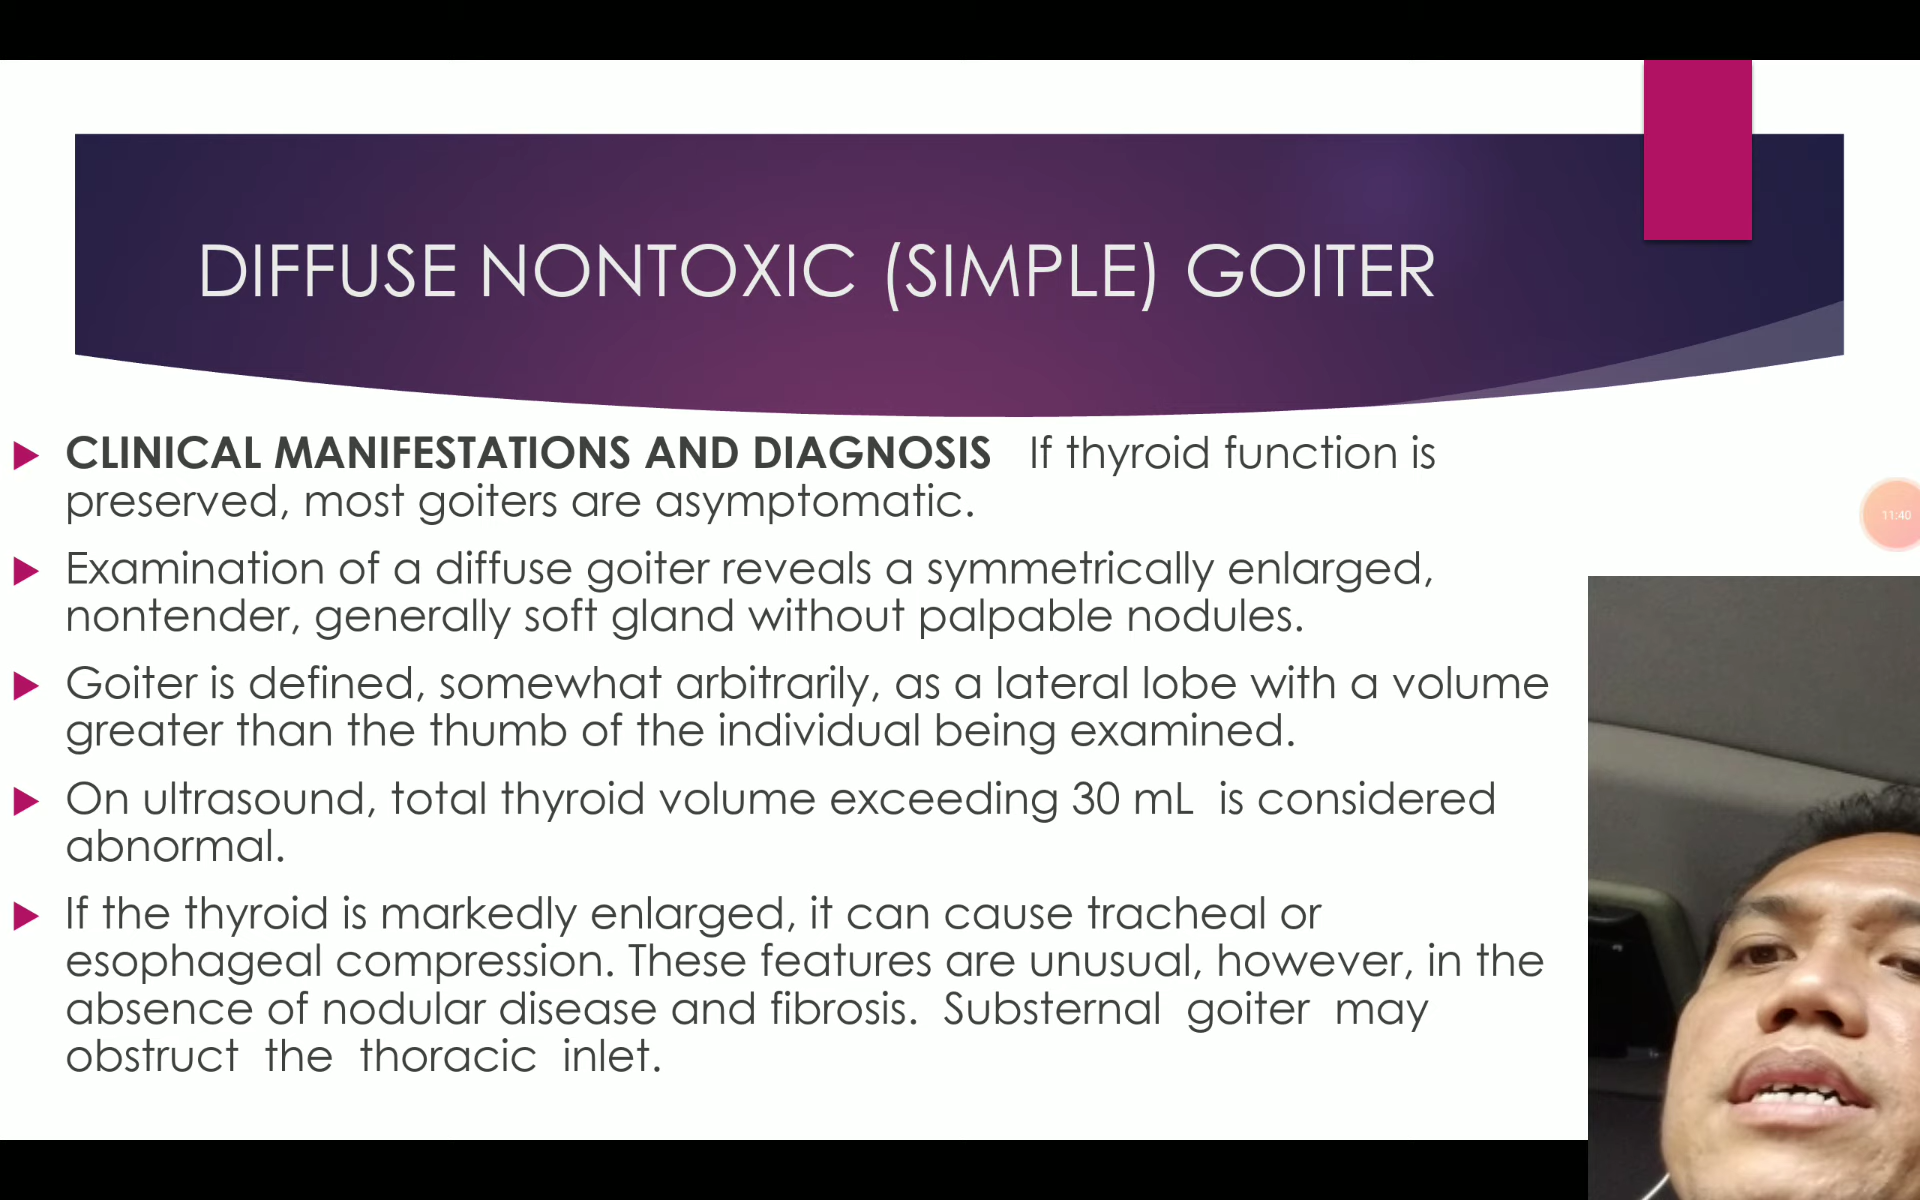 DIFFUSE NONTOXIC (SIMPLE) GOITER
CLINICAL MANIFESTATIONS AND DIAGNOSIS If thyroid function is
preserved, most goiters are asymptomatic.
Examination of a diffuse goiter reveals a symmetrically enlarged,
nontender, generally soft gland without palpable nodules.
Goiter is defined, somewhat arbitrarily, as a lateral lobe with a volume
greater than the thumb of the individual being examined.
On ultrasound, total thyroid volume exceeding 30 mL is considered
abnormal.
If the thyroid is markedly enlarged, it can cause tracheal or
esophageal compression. These features are unusual, however, in the
absence of nodular disease and fibrosis. Substernal goiter may
obstruct the thoracic inlet.
11:40